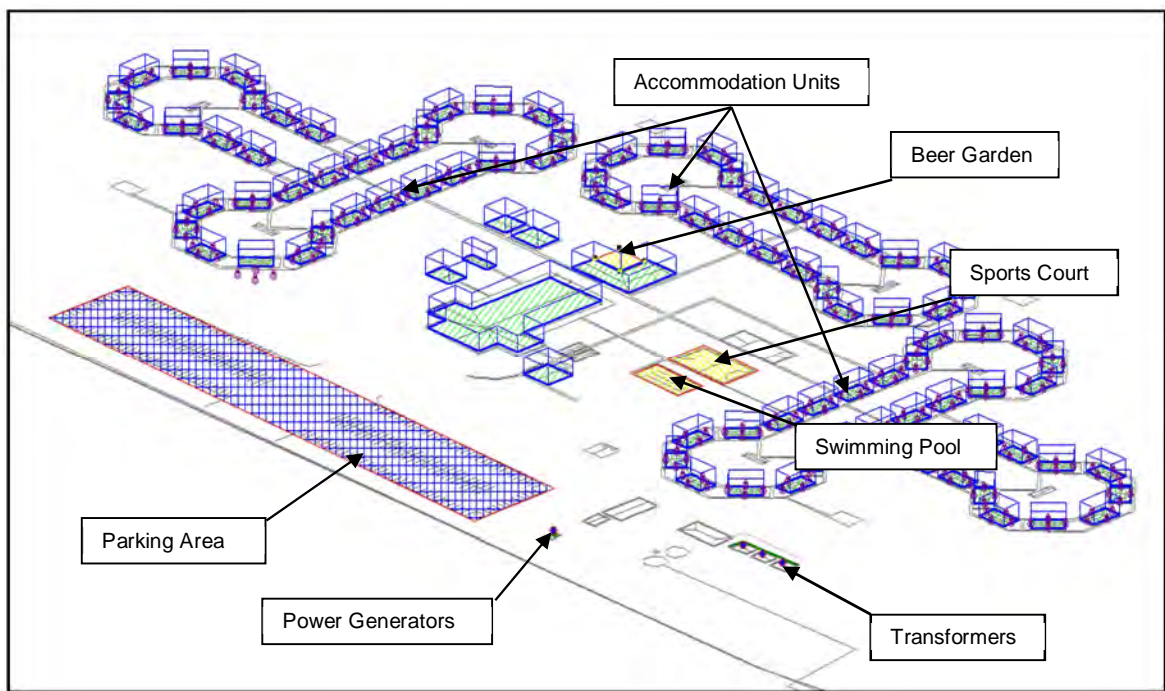 Accommodation Units
Beer Garden
Sports Court
Swimming Pool
Parking Area
Power Generators
Transformers